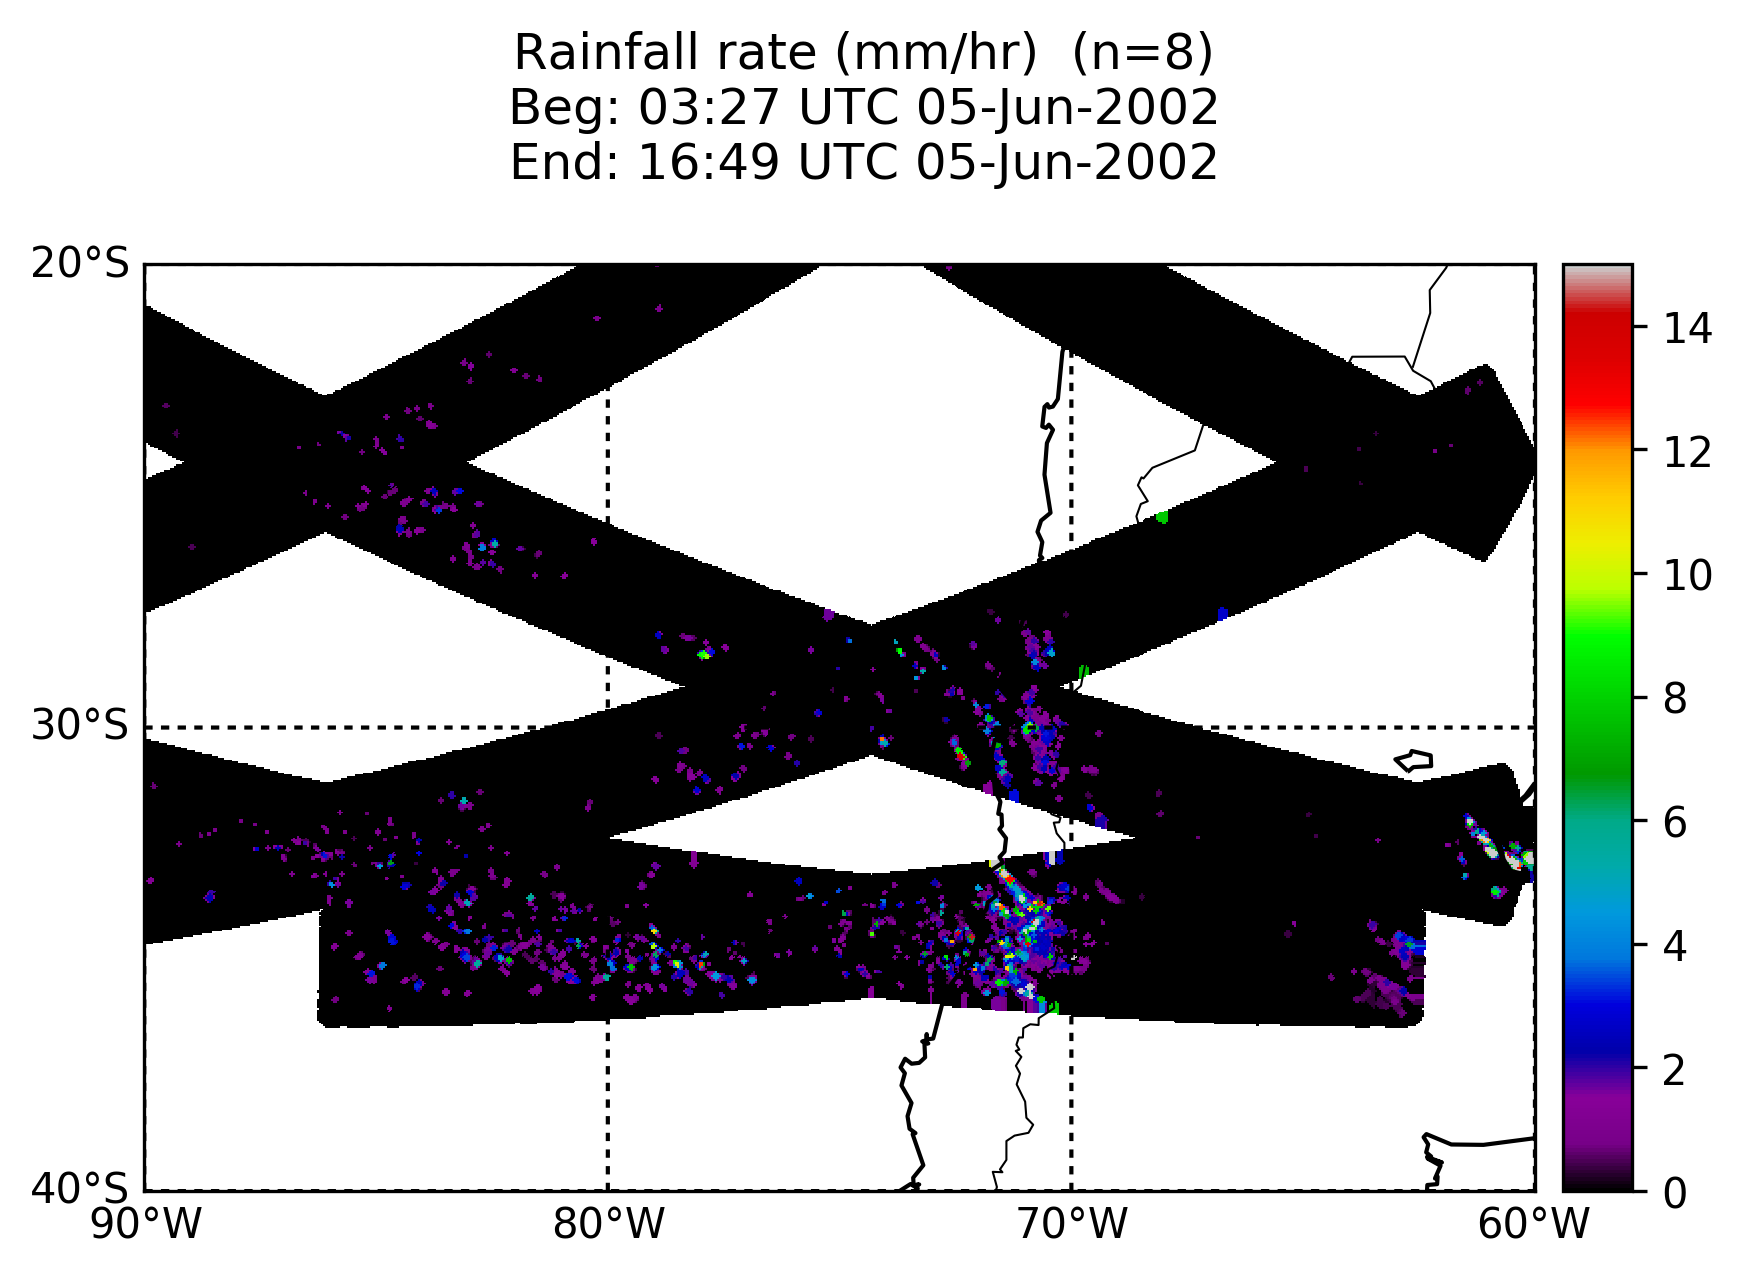 Rainfall rate (mm/hr)  (n=8)
Beg: 03:27 UTC 05-Jun-2002
End: 16:49 UTC 05-Jun-2002
20°S
30°S
40°S
90°W
80°W
70°W
60°W
14
12
10
8
6
4
2
0